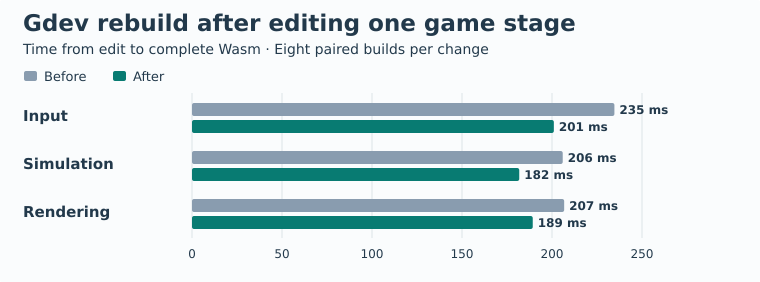 Gdev rebuild after editing one game stage
Time from edit to complete Wasm · Eight paired builds per change
Before After
Input 235 ms
201 ms
Simulation 206 ms
182 ms
Rendering 207 ms
189 ms
0 50 100 150 200 250